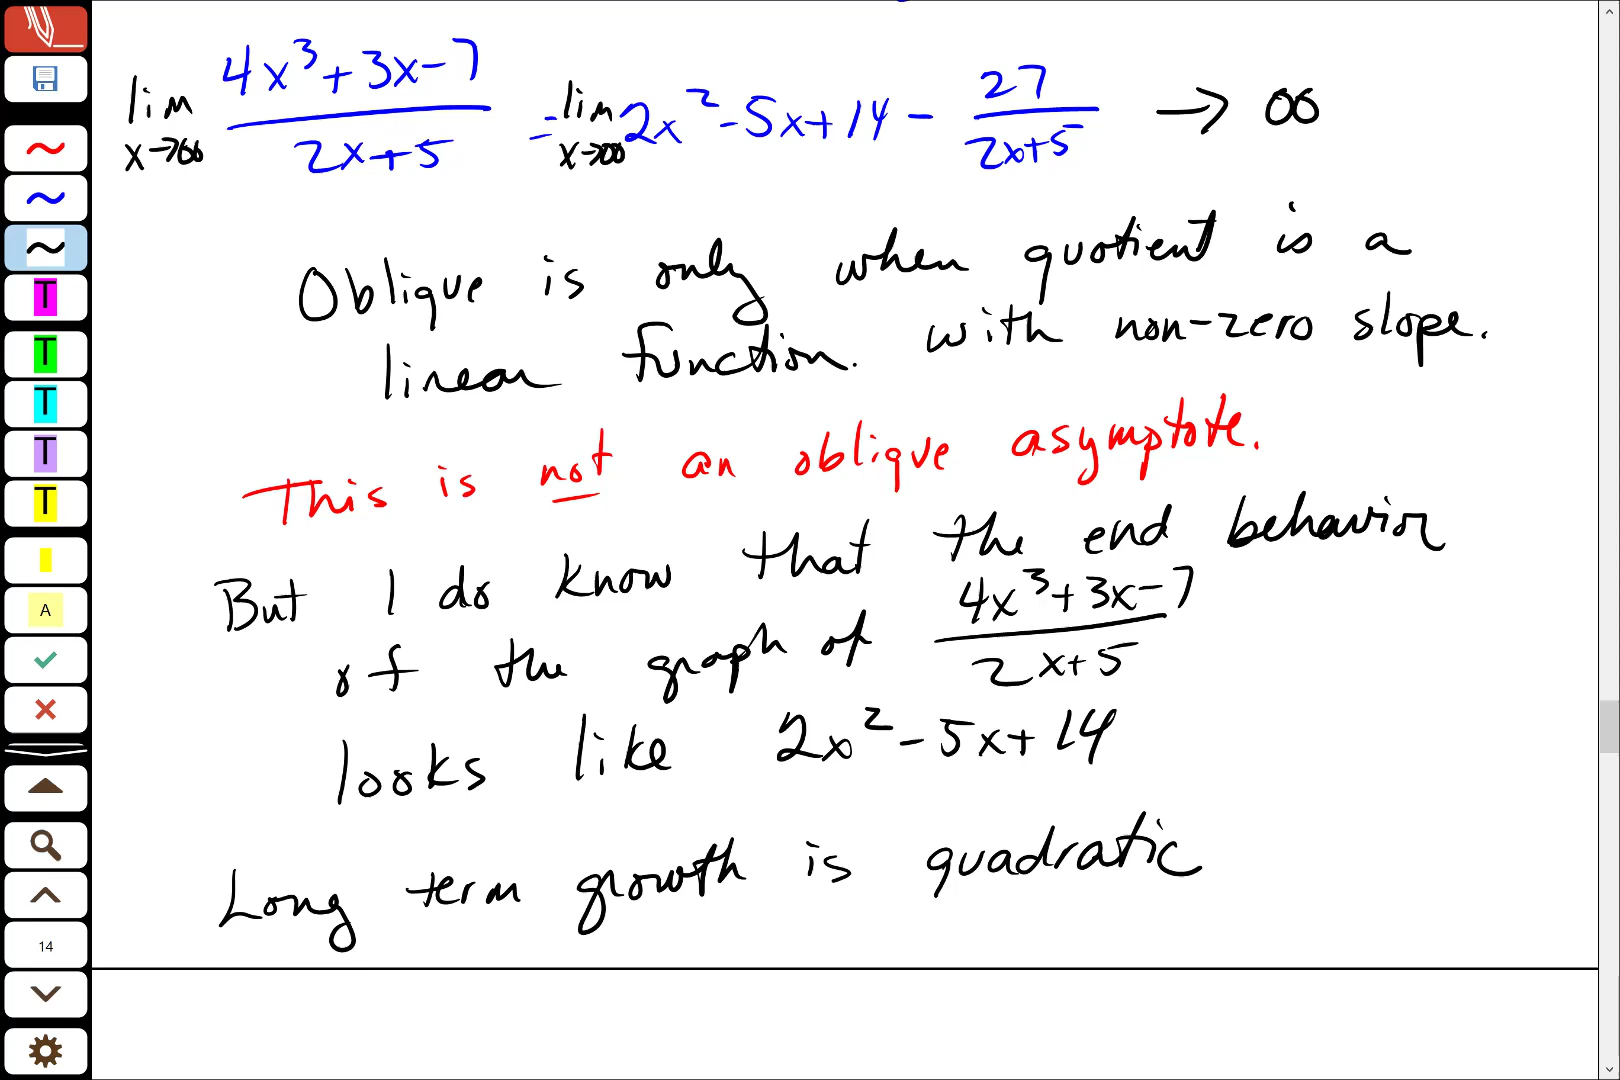 lim x→∞ (4x³+3x-7)/(2x+5) = lim x→∞ 2x²-5x+14 - 27/(2x+5) → ∞
Oblique is only when quotient is a
linear function. with non-zero slope.
This is not an oblique asymptote.
But I do know that the end behavior
of the graph of (4x³+3x-7)/(2x+5)
looks like 2x²-5x+14
Long term growth is quadratic
T
T
T
T
T
A
14